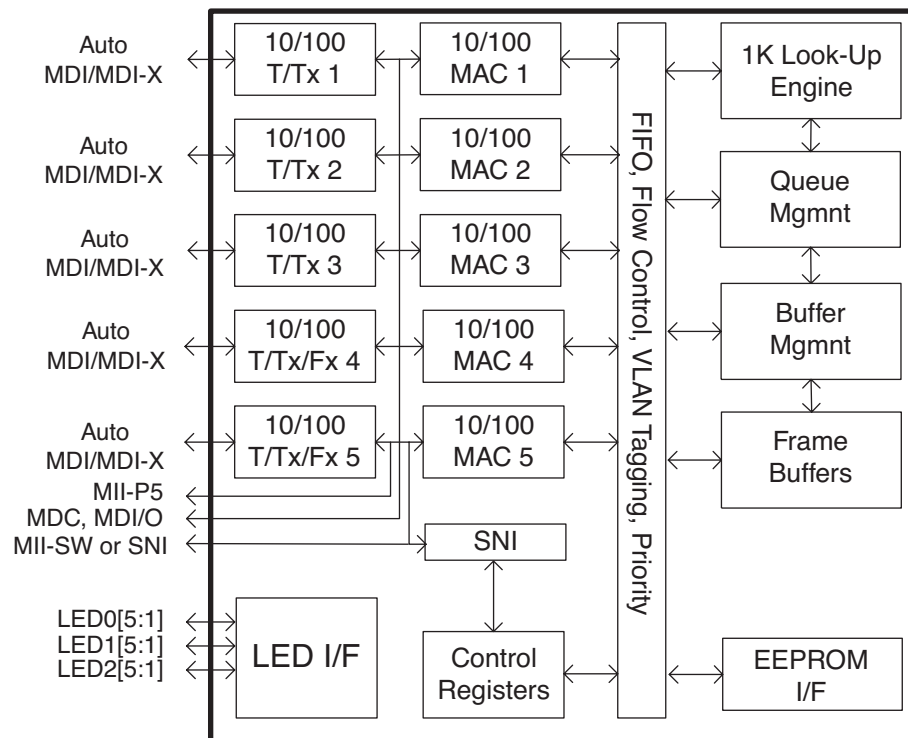 Auto
MDI/MDI-X
10/100
T/Tx 1
10/100
MAC 1
1K Look-Up
Engine
Auto
MDI/MDI-X
10/100
T/Tx 2
10/100
MAC 2
Queue
Mgmnt
Auto
MDI/MDI-X
10/100
T/Tx 3
10/100
MAC 3
Auto
MDI/MDI-X
10/100
T/Tx/Fx 4
10/100
MAC 4
Buffer
Mgmnt
Auto
MDI/MDI-X
10/100
T/Tx/Fx 5
10/100
MAC 5
Frame
Buffers
FIFO, Flow Control, VLAN Tagging, Priority
MII-P5
MDC, MDI/O
MII-SW or SNI
SNI
LED0[5:1]
LED1[5:1]
LED2[5:1]
LED I/F
Control
Registers
EEPROM
I/F